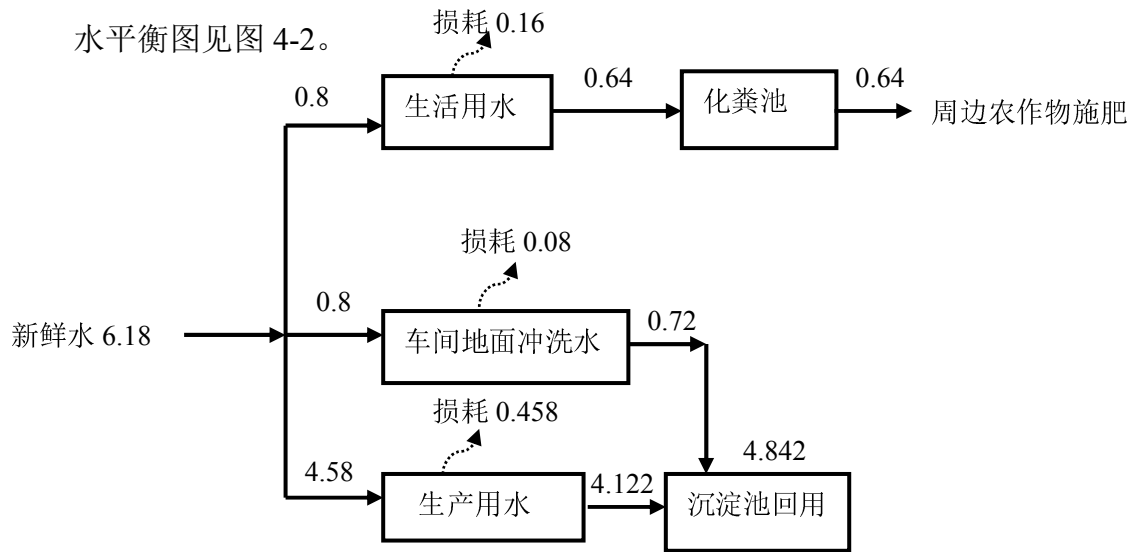 水平衡图见图 4-2。
损耗 0.16
0.8
生活用水
0.64
化粪池
0.64
周边农作物施肥
损耗 0.08
新鲜水 6.18
0.8
车间地面冲洗水
0.72
损耗 0.458
4.58
生产用水
4.122
4.842
沉淀池回用